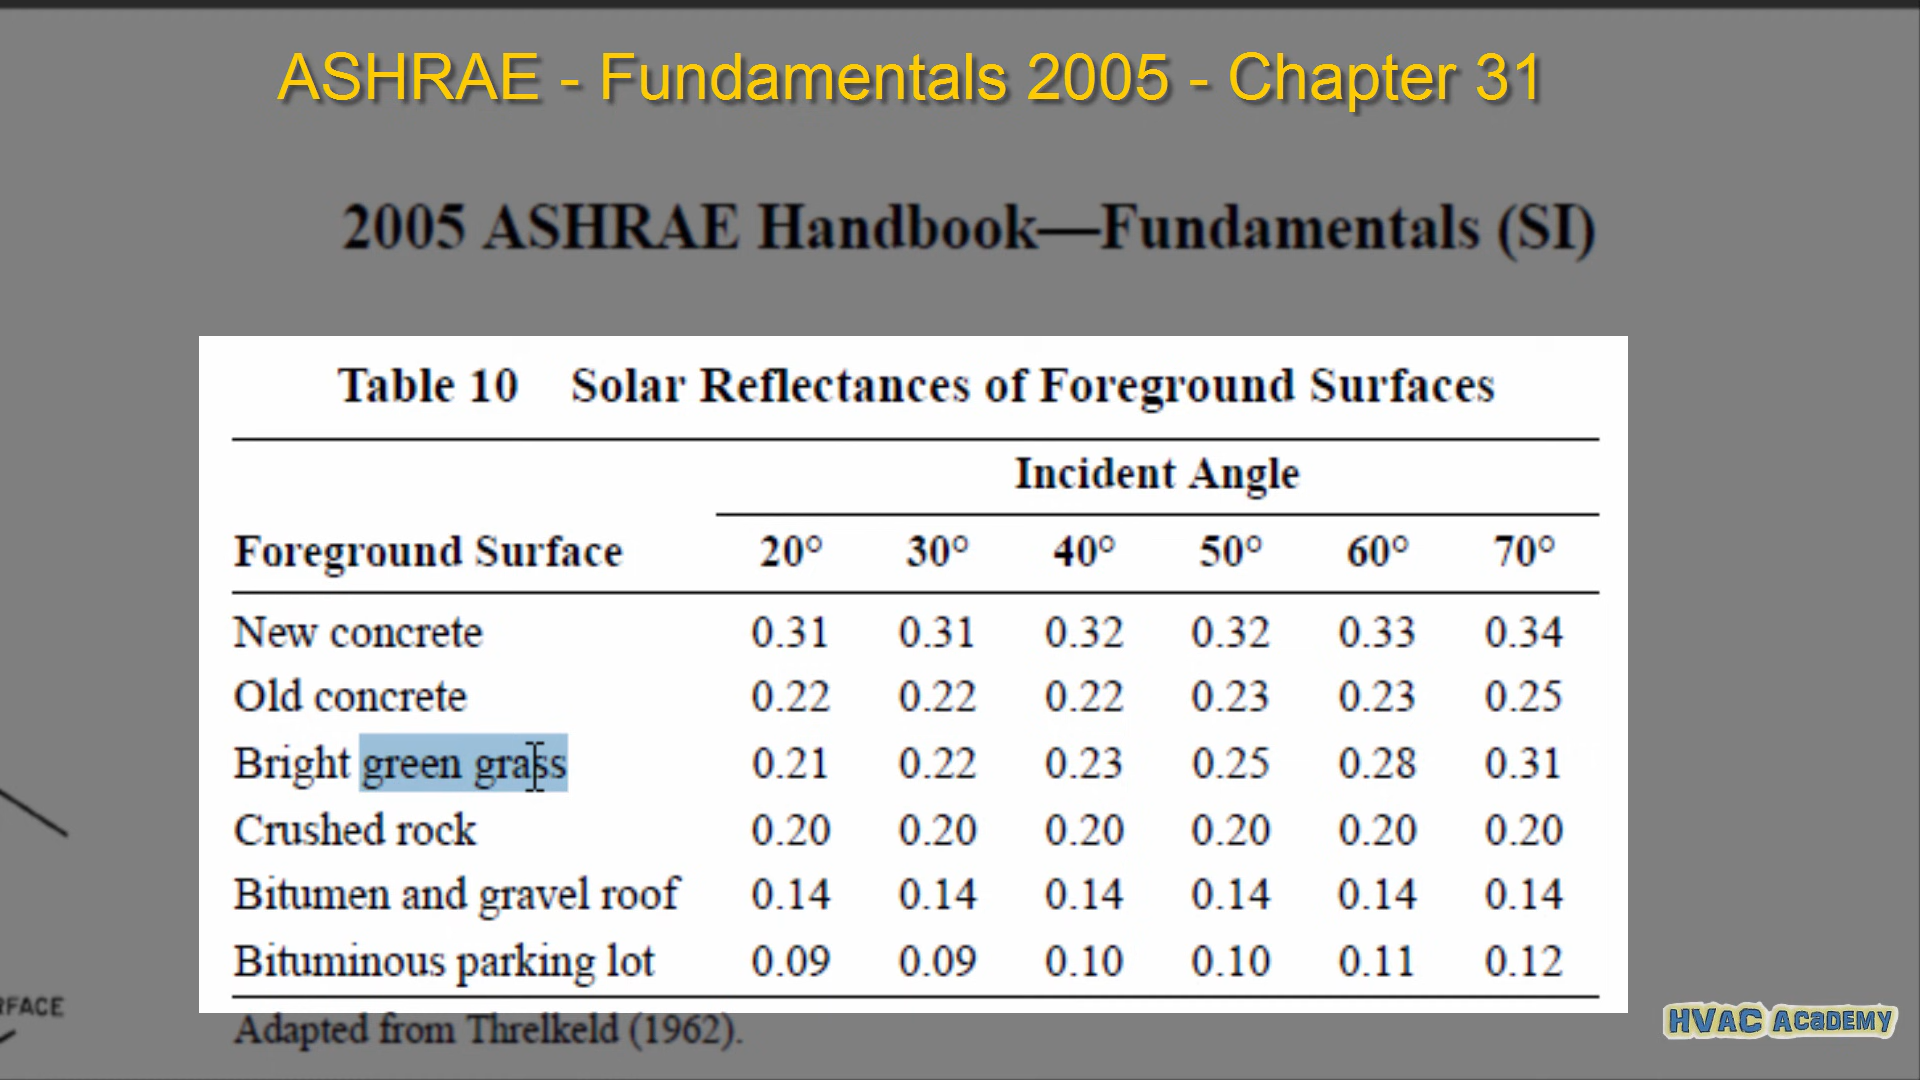 ASHRAE - Fundamentals 2005 - Chapter 31
2005 ASHRAE Handbook—Fundamentals (SI)
Table 10 Solar Reflectances of Foreground Surfaces
Incident Angle
Foreground Surface 20° 30° 40° 50° 60° 70°
New concrete 0.31 0.31 0.32 0.32 0.33 0.34
Old concrete 0.22 0.22 0.22 0.23 0.23 0.25
Bright green grass 0.21 0.22 0.23 0.25 0.28 0.31
Crushed rock 0.20 0.20 0.20 0.20 0.20 0.20
Bitumen and gravel roof 0.14 0.14 0.14 0.14 0.14 0.14
Bituminous parking lot 0.09 0.09 0.10 0.10 0.11 0.12
Adapted from Threlkeld (1962).
HVAC ACADEMY